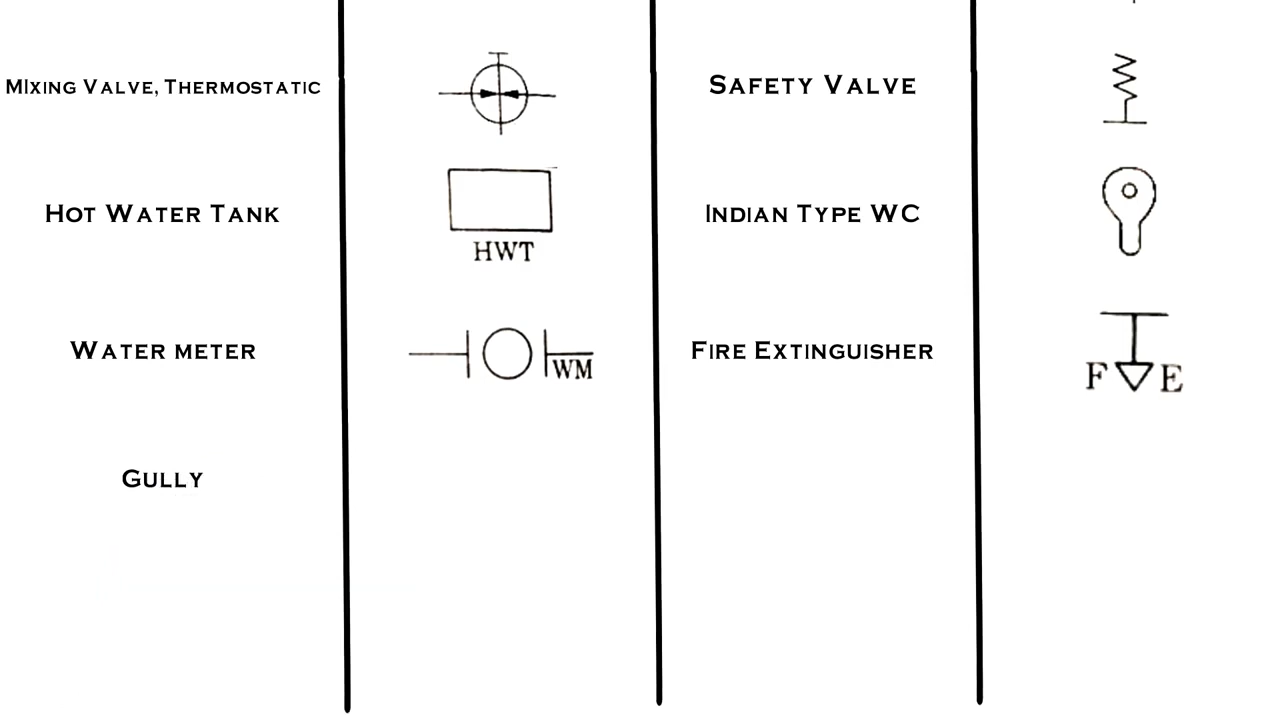 MIxing Valve, Thermostatic
Safety Valve
Hot Water Tank
HWT
Indian Type WC
Water meter
WM
Fire Extinguisher
F E
Gully